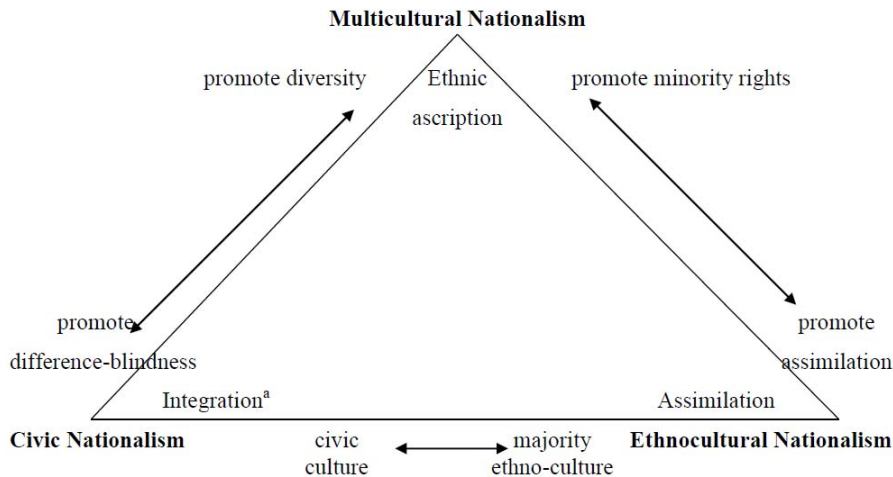 Multicultural Nationalism
promote diversity
Ethnic
ascription
promote minority rights
promote
difference-blindness
promote
assimilation
Integrationᵃ
Assimilation
Civic Nationalism
civic
culture
majority
ethno-culture
Ethnocultural Nationalism